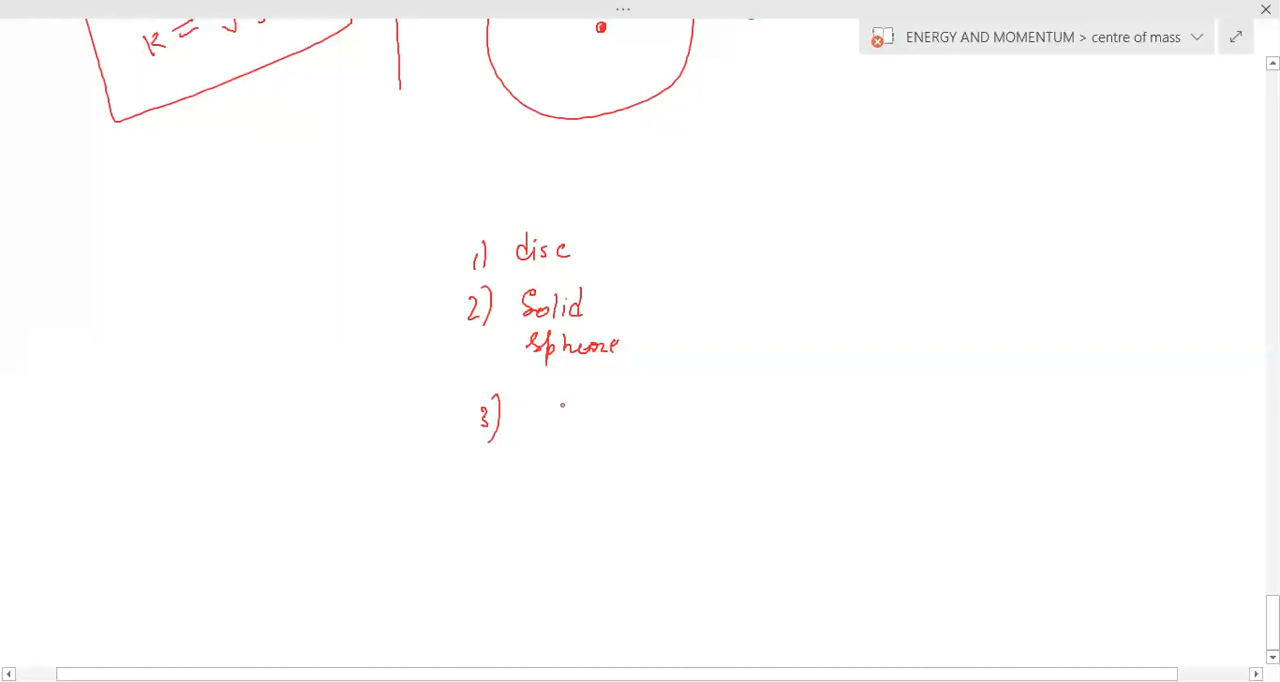 ENERGY AND MOMENTUM > centre of mass
1) disc
2) Solid
sphere
3)